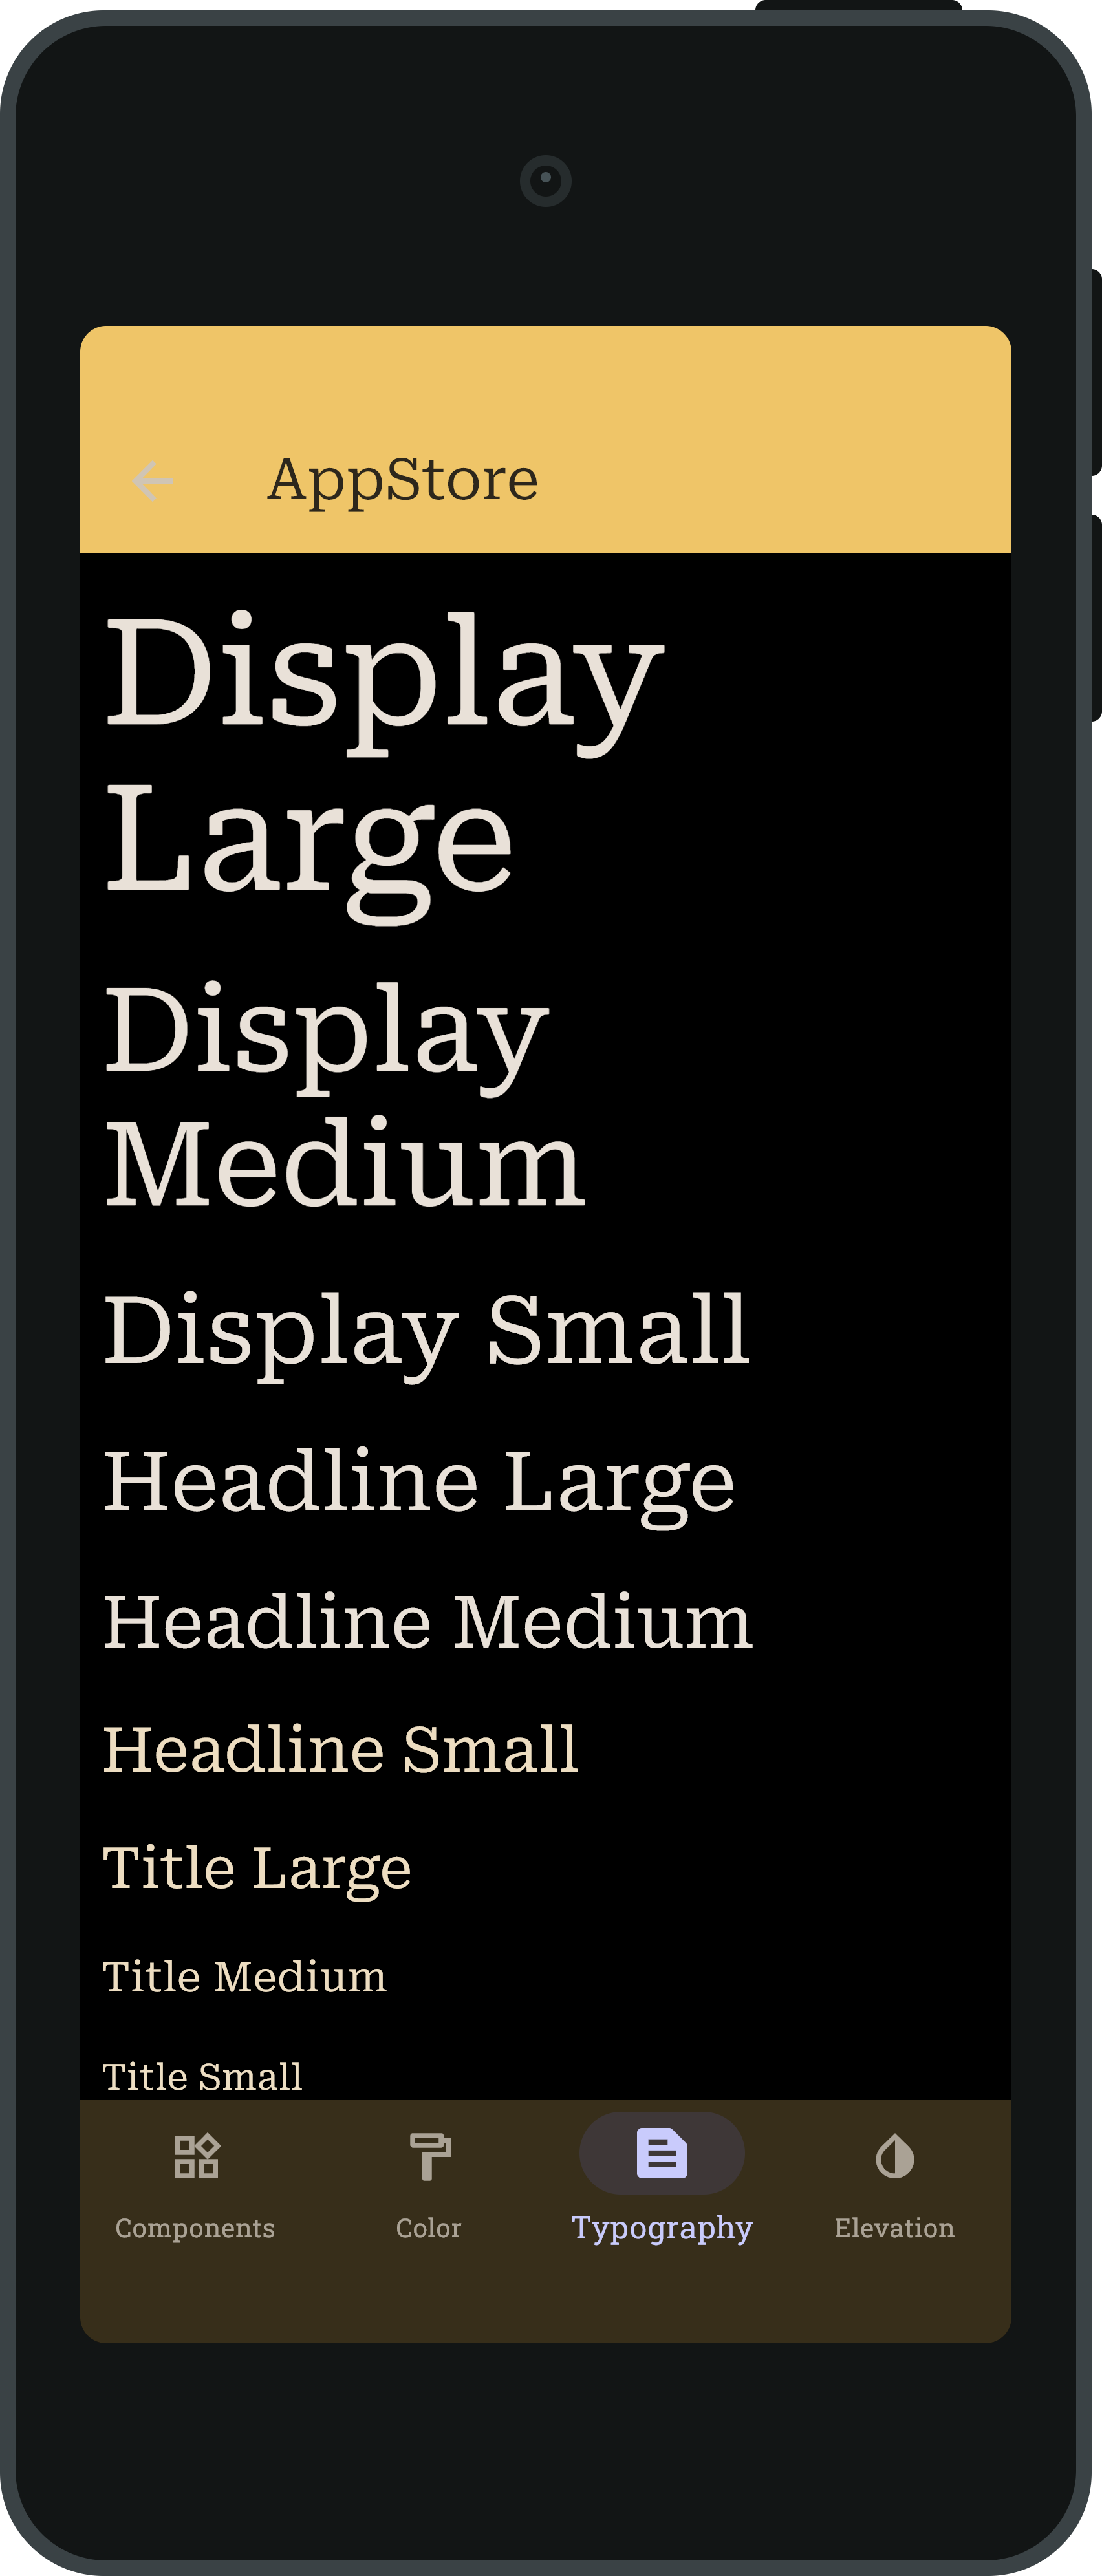 AppStore
Display
Large
Display
Medium
Display Small
Headline Large
Headline Medium
Headline Small
Title Large
Title Medium
Title Small
Components
Color
Typography
Elevation